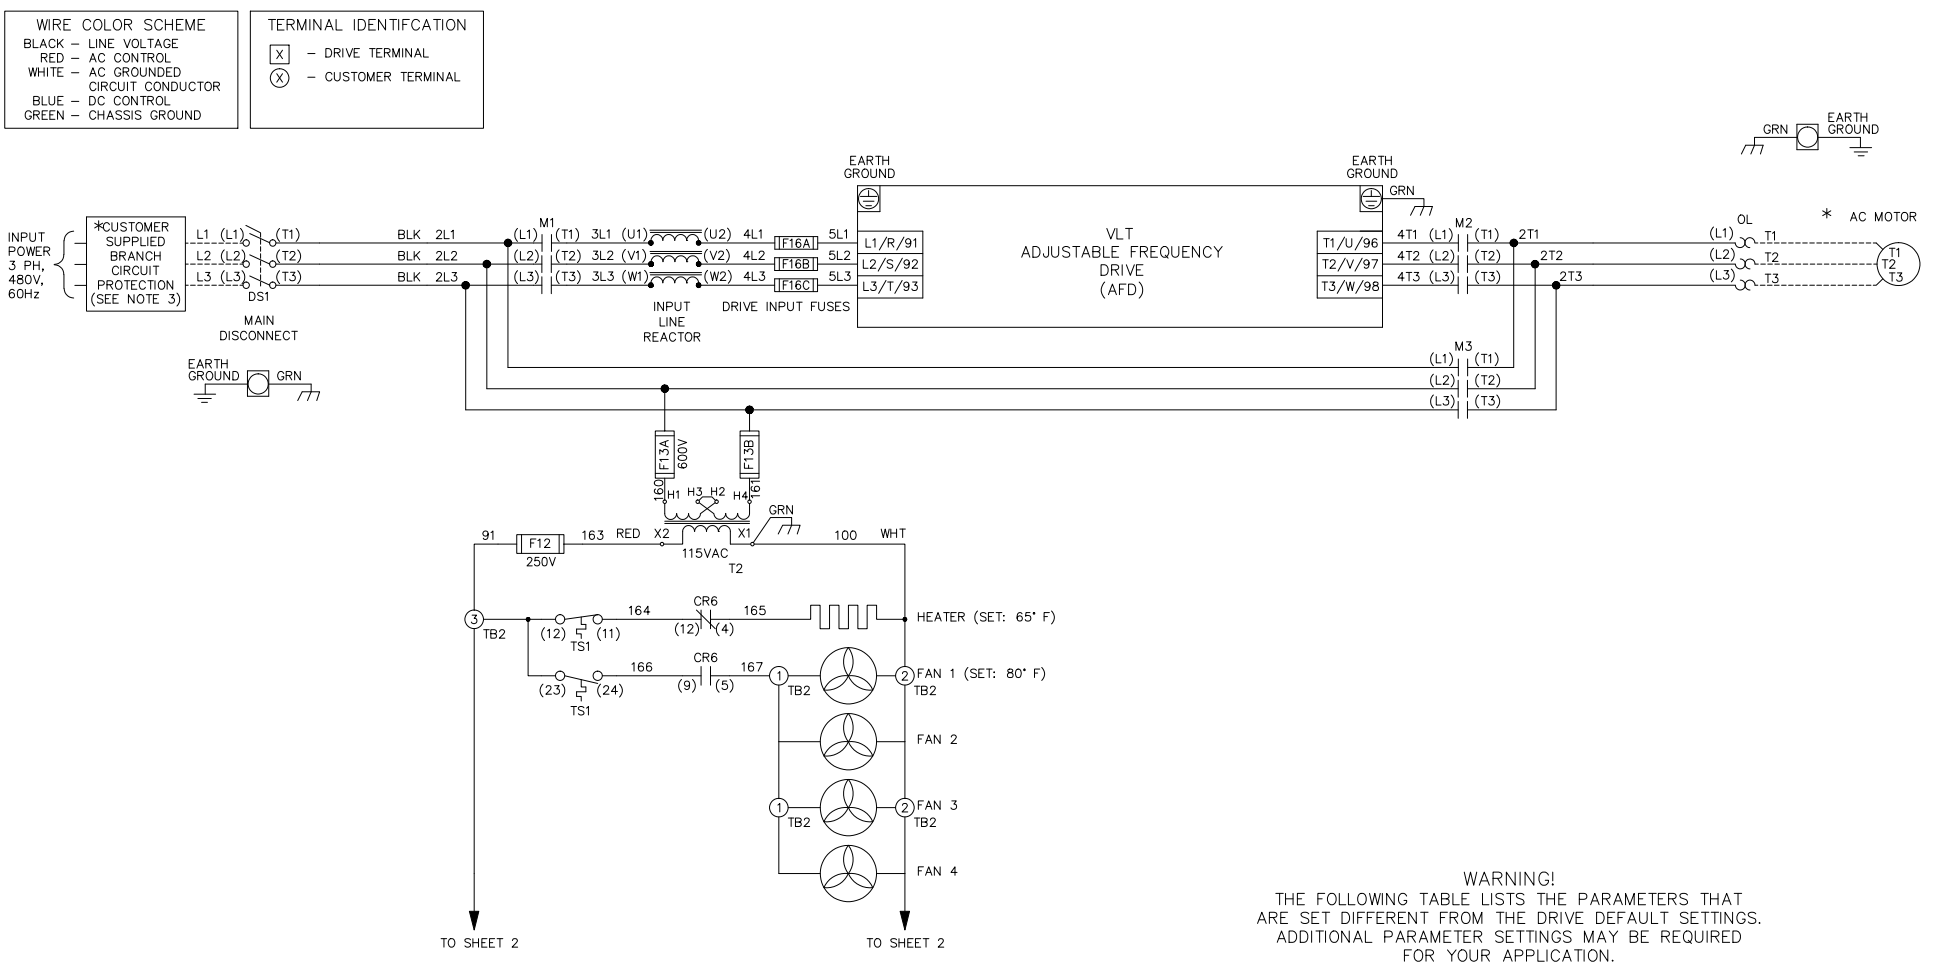 WIRE COLOR SCHEME
BLACK – LINE VOLTAGE
RED – AC CONTROL
WHITE – AC GROUNDED
CIRCUIT CONDUCTOR
BLUE – DC CONTROL
GREEN – CHASSIS GROUND
TERMINAL IDENTIFCATION
X – DRIVE TERMINAL
X – CUSTOMER TERMINAL
GRN
EARTH
GROUND
INPUT
POWER
3 PH,
480V,
60Hz
*CUSTOMER
SUPPLIED
BRANCH
CIRCUIT
PROTECTION
(SEE NOTE 3)
L1 (L1) (T1)
L2 (L2) (T2)
L3 (L3) (T3)
DS1
MAIN
DISCONNECT
EARTH
GROUND
GRN
BLK 2L1
BLK 2L2
BLK 2L3
M1
(L1) (T1) 3L1 (U1) (U2) 4L1 F16A 5L1
(L2) (T2) 3L2 (V1) (V2) 4L2 F16B 5L2
(L3) (T3) 3L3 (W1) (W2) 4L3 F16C 5L3
INPUT
LINE
REACTOR
DRIVE INPUT FUSES
EARTH
GROUND
L1/R/91
L2/S/92
L3/T/93
VLT
ADJUSTABLE FREQUENCY
DRIVE
(AFD)
EARTH
GROUND
GRN
T1/U/96
T2/V/97
T3/W/98
M2
4T1 (L1) (T1) 2T1
4T2 (L2) (T2) 2T2
4T3 (L3) (T3) 2T3
OL
(L1) T1
(L2) T2
(L3) T3
* AC MOTOR
T1
T2
T3
M3
(L1) (T1)
(L2) (T2)
(L3) (T3)
F13A
600V
F13B
160
161
H1 H3 H2 H4
GRN
91 F12 163 RED X2 X1 100 WHT
250V
115VAC
T2
3
TB2
(12) (11)
TS1
164
CR6
(12) (4)
165
HEATER (SET: 65° F)
(23) (24)
TS1
166
CR6
(9) (5)
167
1
TB2
2
TB2
FAN 1 (SET: 80° F)
FAN 2
1
TB2
2
TB2
FAN 3
FAN 4
TO SHEET 2
TO SHEET 2
WARNING!
THE FOLLOWING TABLE LISTS THE PARAMETERS THAT
ARE SET DIFFERENT FROM THE DRIVE DEFAULT SETTINGS.
ADDITIONAL PARAMETER SETTINGS MAY BE REQUIRED
FOR YOUR APPLICATION.